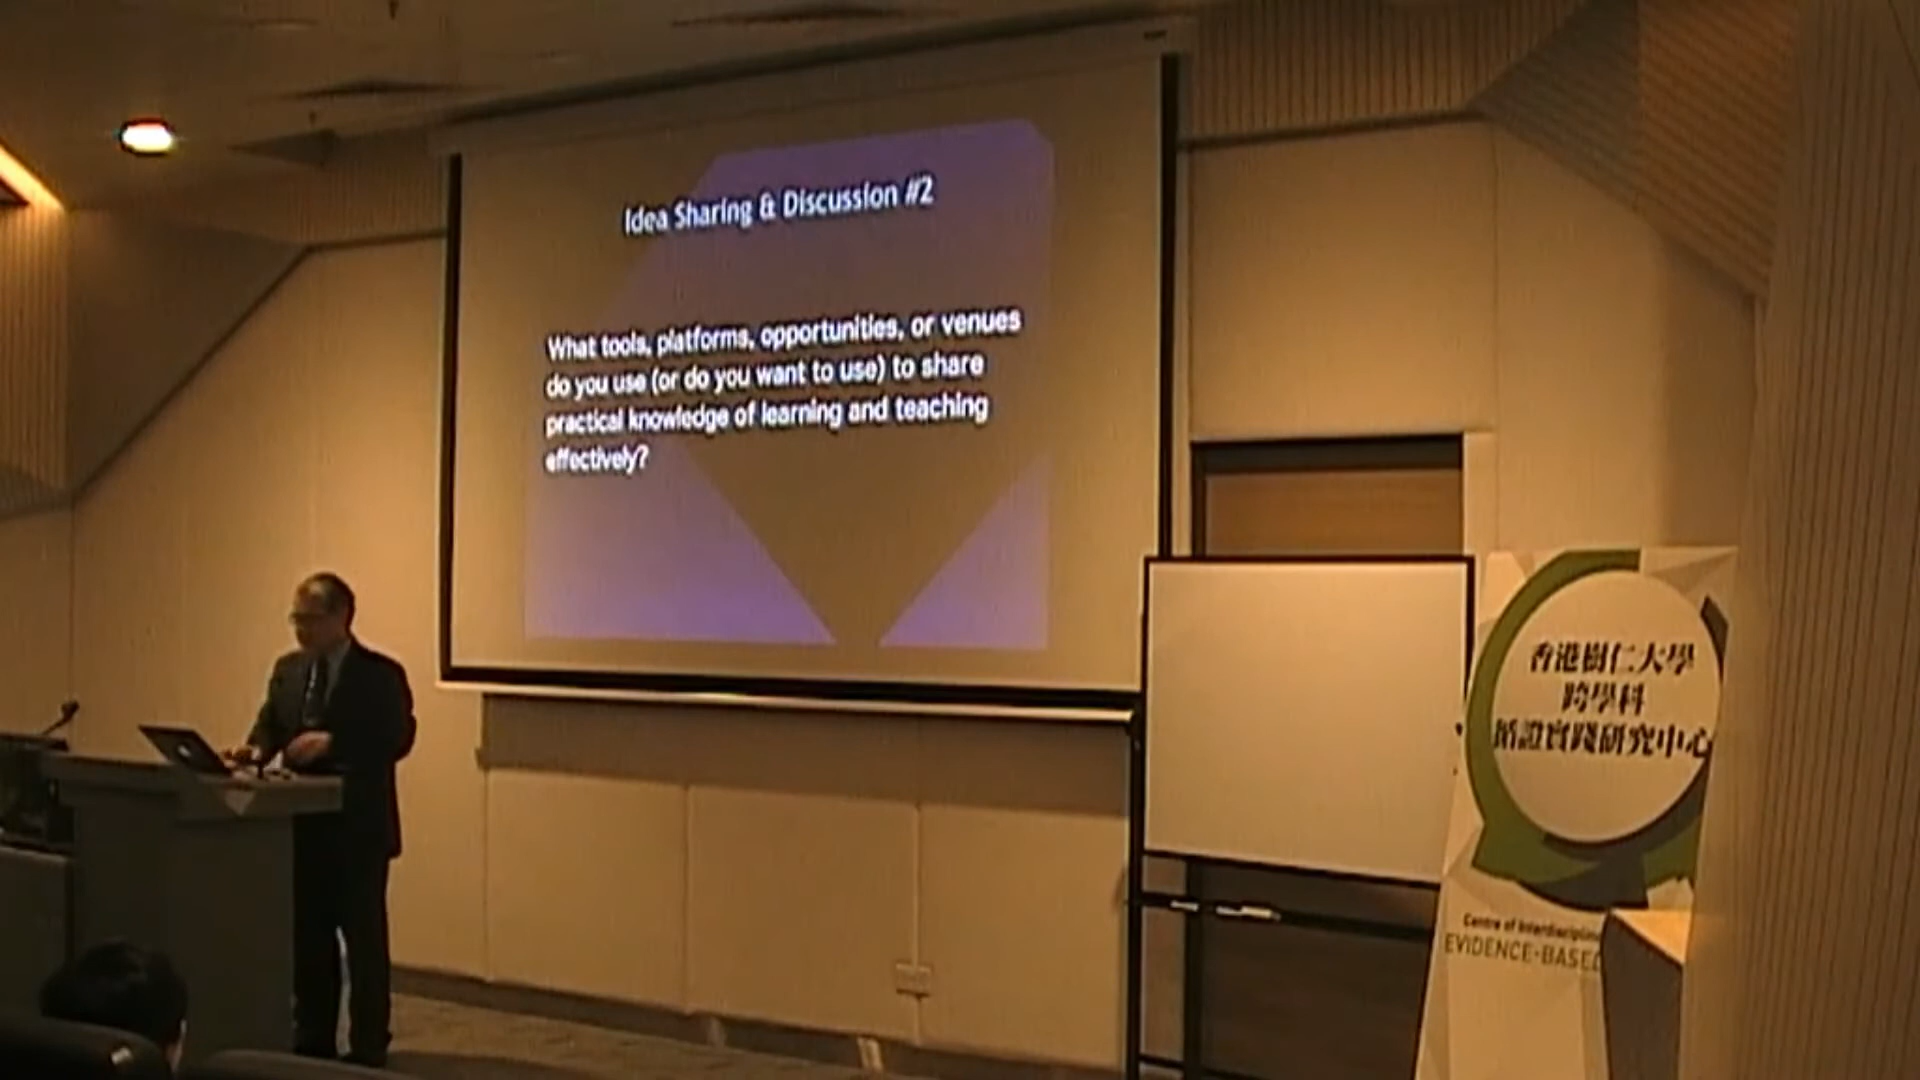 Idea Sharing & Discussion #2
What tools, platforms, opportunities, or venues
do you use (or do you want to use) to share
practical knowledge of learning and teaching
effectively?
香港樹仁大學
跨學科
循證實踐研究中心
Centre of Interdisciplin
EVIDENCE-BASED